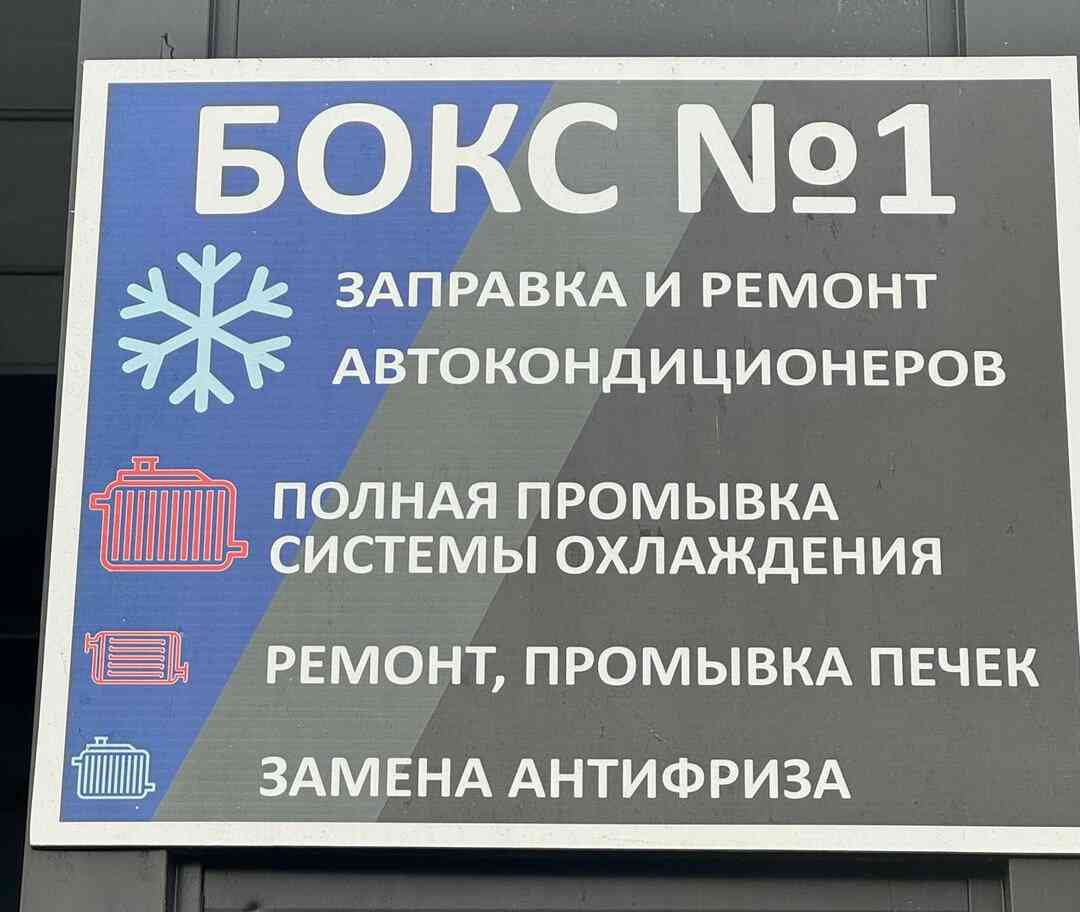 БОКС №1
ЗАПРАВКА И РЕМОНТ
АВТОКОНДИЦИОНЕРОВ
ПОЛНАЯ ПРОМЫВКА
СИСТЕМЫ ОХЛАЖДЕНИЯ
РЕМОНТ, ПРОМЫВКА ПЕЧЕК
ЗАМЕНА АНТИФРИЗА